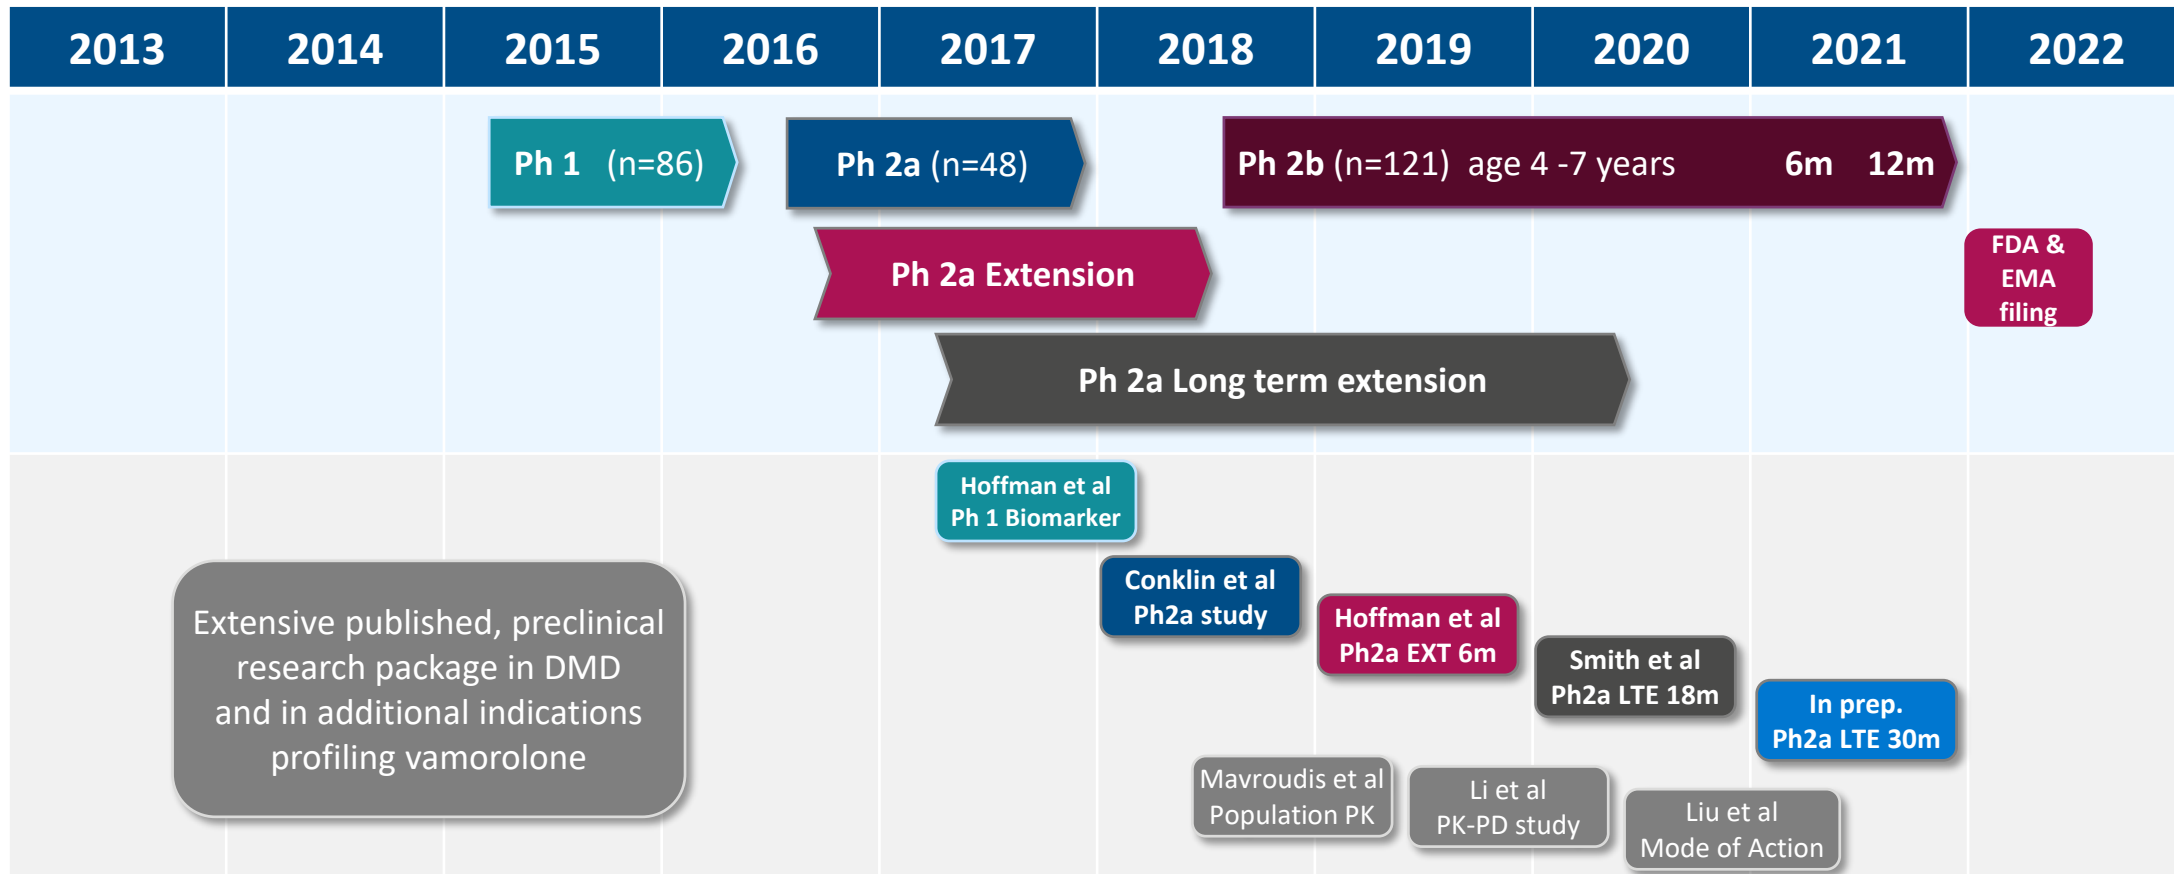 2013 2014 2015 2016 2017 2018 2019 2020 2021 2022
Ph 1 (n=86)
Ph 2a (n=48)
Ph 2b (n=121) age 4 -7 years 6m 12m
Ph 2a Extension
FDA &
EMA
filing
Ph 2a Long term extension
Hoffman et al
Ph 1 Biomarker
Conklin et al
Ph2a study
Hoffman et al
Ph2a EXT 6m
Smith et al
Ph2a LTE 18m
In prep.
Ph2a LTE 30m
Extensive published, preclinical
research package in DMD
and in additional indications
profiling vamorolone
Mavroudis et al
Population PK
Li et al
PK-PD study
Liu et al
Mode of Action